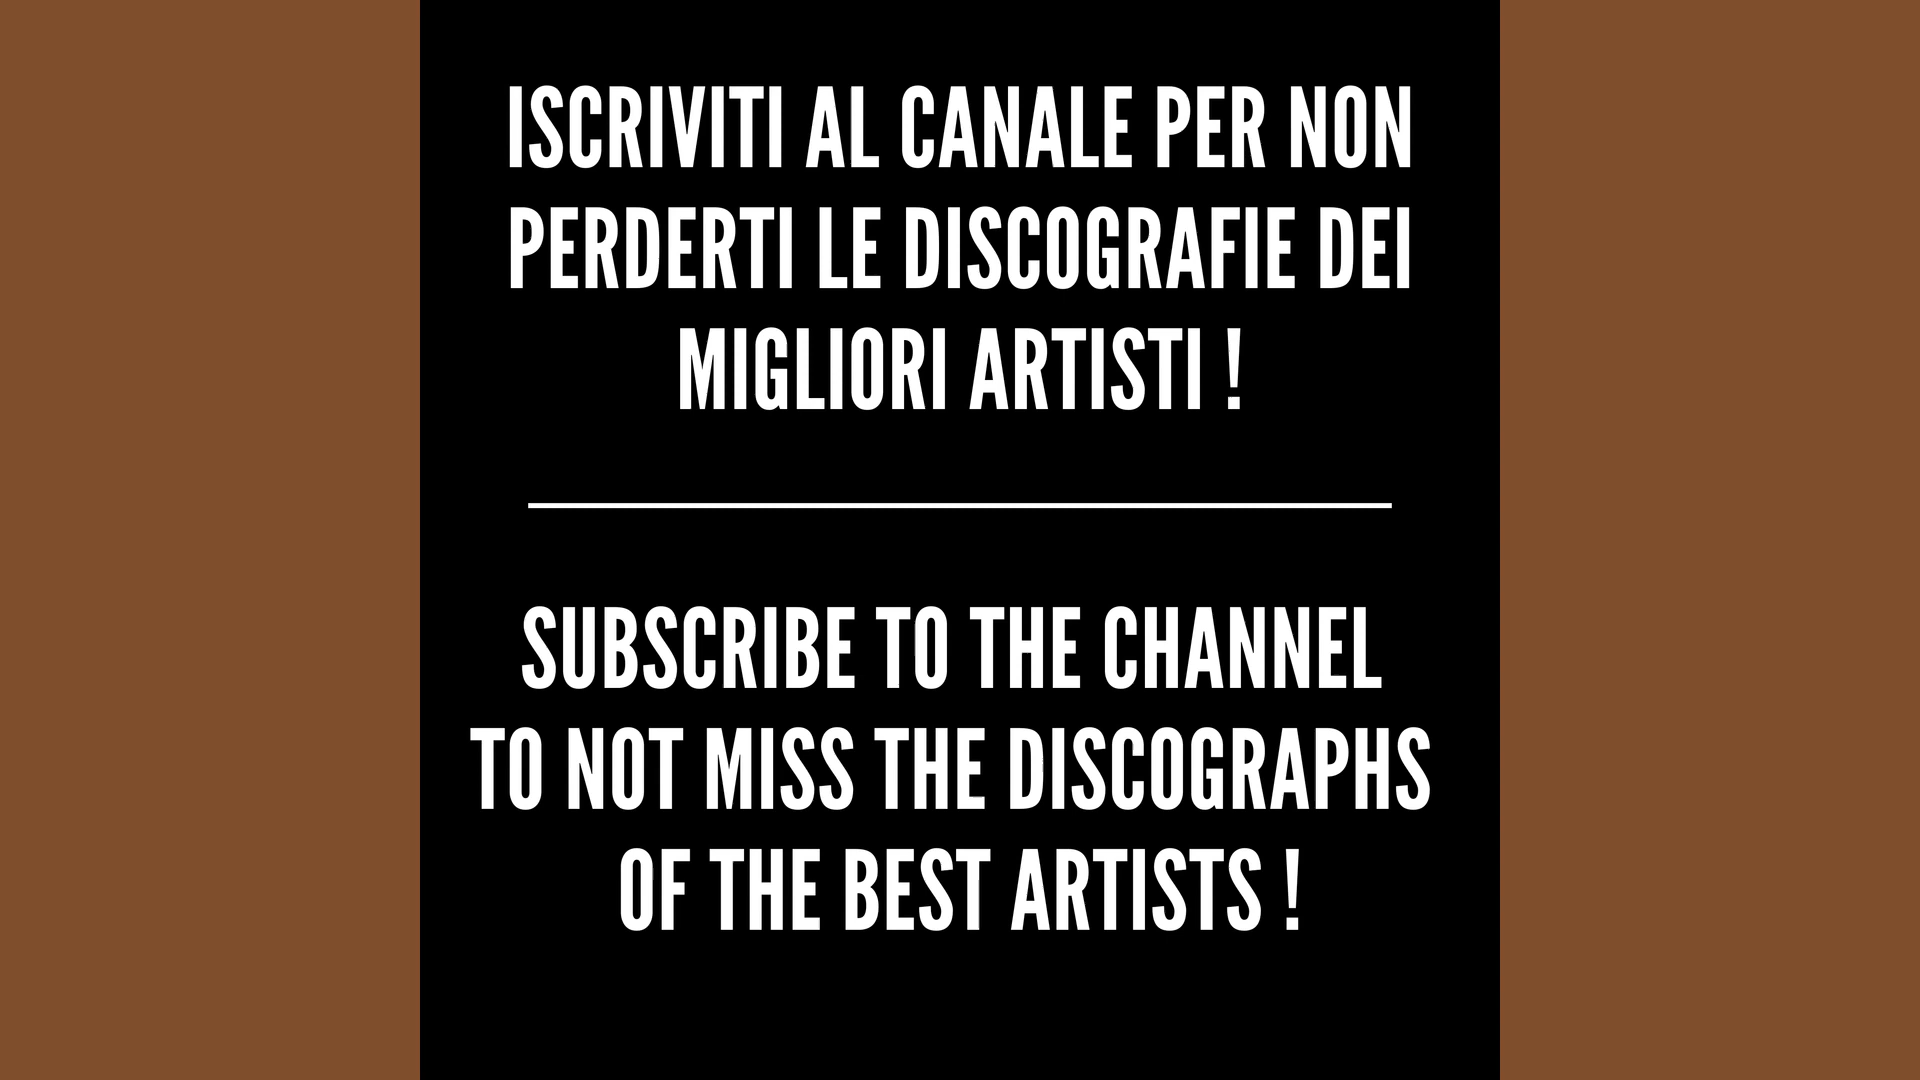 ISCRIVITI AL CANALE PER NON
PERDERTI LE DISCOGRAFIE DEI
MIGLIORI ARTISTI !
SUBSCRIBE TO THE CHANNEL
TO NOT MISS THE DISCOGRAPHS
OF THE BEST ARTISTS !